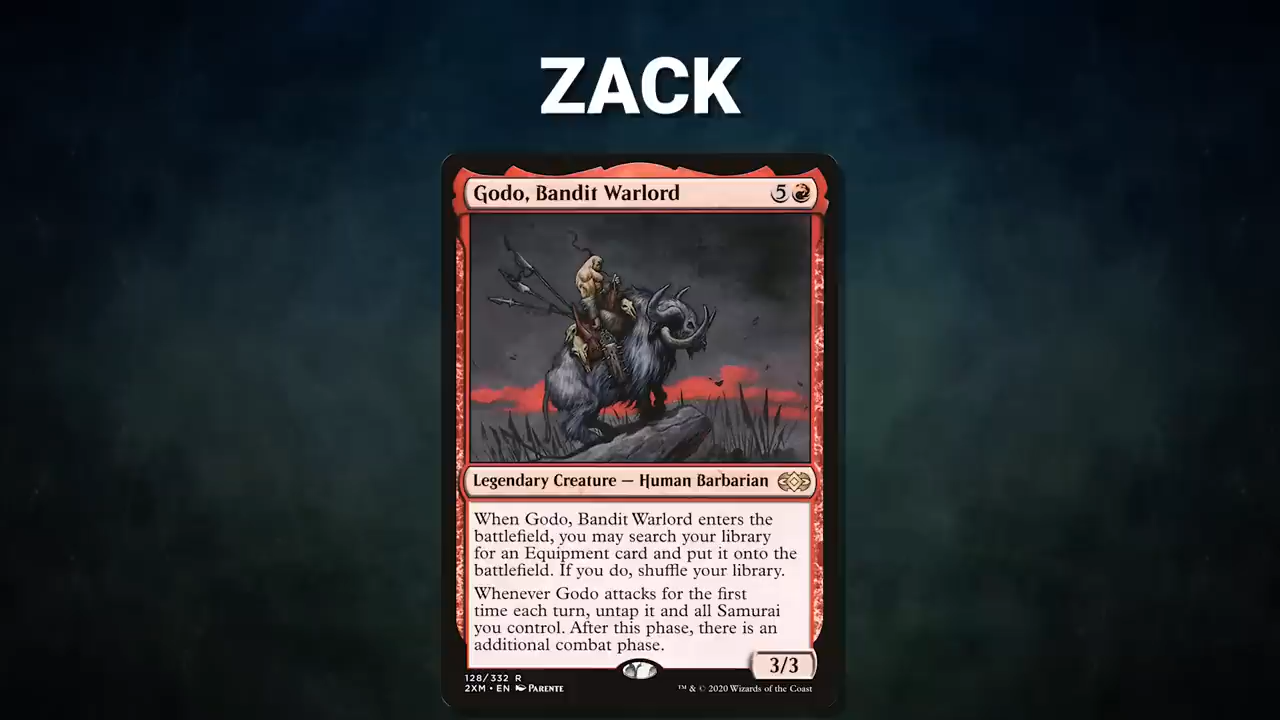 ZACK
Godo, Bandit Warlord 5
Legendary Creature — Human Barbarian
When Godo, Bandit Warlord enters the
battlefield, you may search your library
for an Equipment card and put it onto the
battlefield. If you do, shuffle your library.
Whenever Godo attacks for the first
time each turn, untap it and all Samurai
you control. After this phase, there is an
additional combat phase.
3/3
128/332 R
2XM • EN Parente
™ & © 2020 Wizards of the Coast